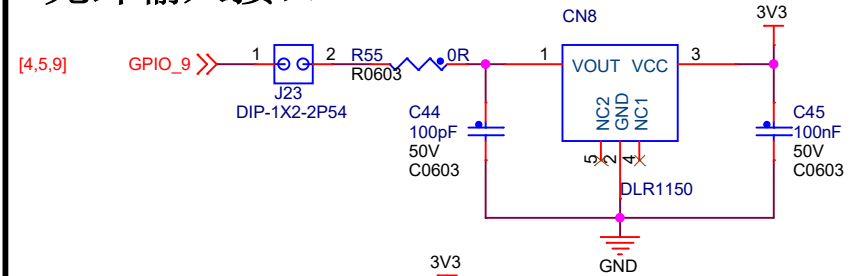 CN8
3V3
[4,5,9]
GPIO_9
1
2
R55
0R
R0603
1
VOUT
VCC
3
J23
DIP-1X2-2P54
C44
100pF
50V
C0603
NC2
GND
NC1
5
2
4
C45
100nF
50V
C0603
DLR1150
3V3
GND